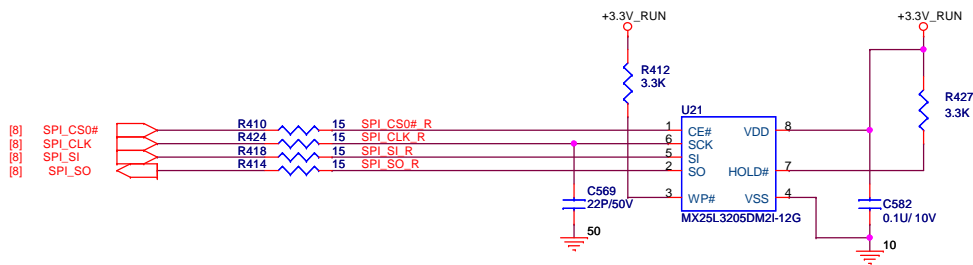 +3.3V_RUN +3.3V_RUN
R412
3.3K
R427
3.3K
U21
[8] SPI_CS0# R410 15 SPI_CS0#_R 1 CE# VDD 8
[8] SPI_CLK R424 15 SPI_CLK_R 6 SCK
[8] SPI_SI R418 15 SPI_SI_R 5 SI
[8] SPI_SO R414 15 SPI_SO_R 2 SO HOLD# 7
3 WP# VSS 4
MX25L3205DM2I-12G
C569
22P/50V
50
C582
0.1U/ 10V
10